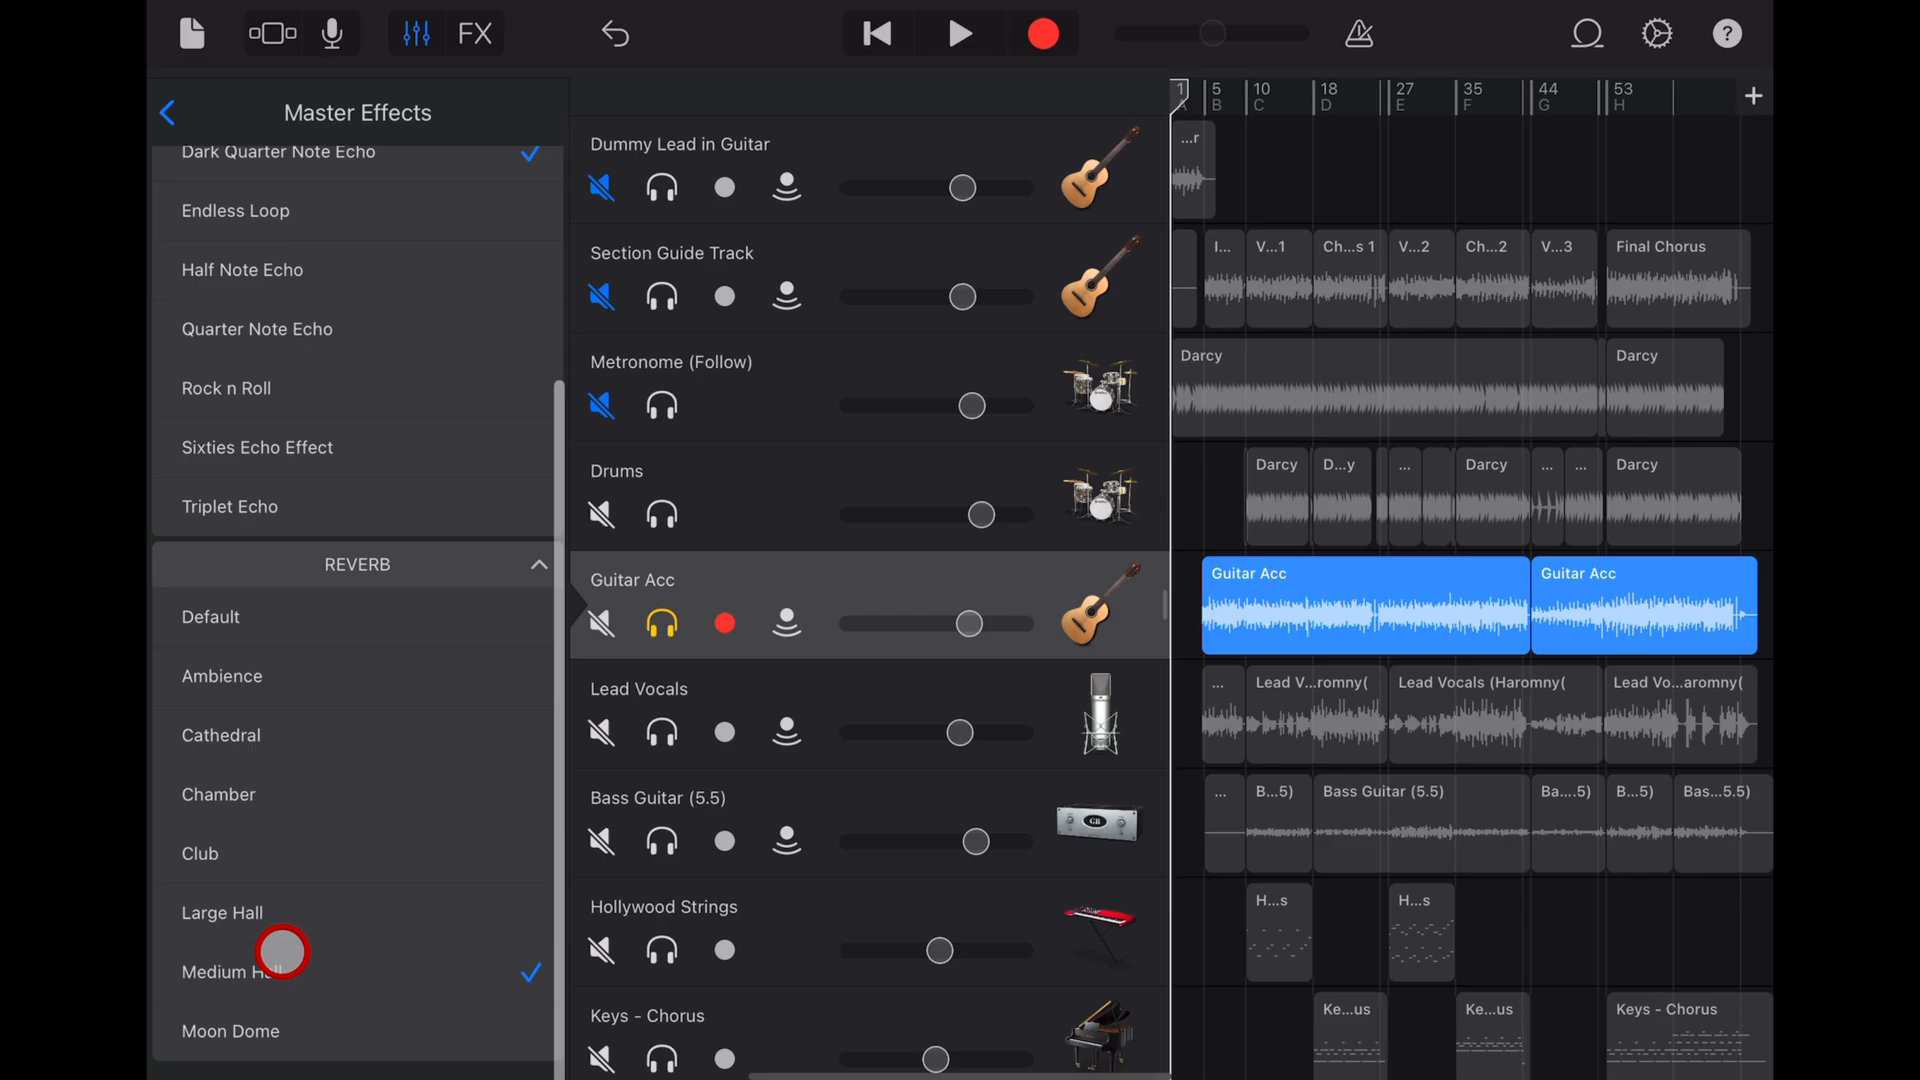 FX
?
Master Effects
Dark Quarter Note Echo
Endless Loop
Half Note Echo
Quarter Note Echo
Rock n Roll
Sixties Echo Effect
Triplet Echo
REVERB
Default
Ambience
Cathedral
Chamber
Club
Large Hall
Medium Hall
Moon Dome
1 5 10 18 27 35 44 53 +
A B C D E F G H
Dummy Lead in Guitar
...r
Section Guide Track
I... V...1 Ch...s 1 V...2 Ch...2 V...3 Final Chorus
Metronome (Follow)
Darcy Darcy
Drums
Darcy D...y ... Darcy ... ... Darcy
Guitar Acc
Guitar Acc Guitar Acc
Lead Vocals
... Lead V...romny( Lead Vocals (Haromny( Lead Vo...aromny(
Bass Guitar (5.5)
GB
... B...5) Bass Guitar (5.5) Ba....5) B...5) Bas...5.5)
Hollywood Strings
H...s H...s
Keys - Chorus
Ke...us Ke...us Keys - Chorus